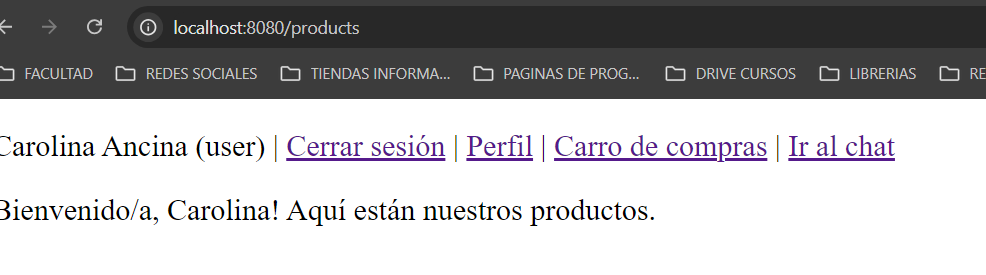 localhost:8080/products
FACULTAD REDES SOCIALES TIENDAS INFORMA... PAGINAS DE PROG... DRIVE CURSOS LIBRERIAS RE
Carolina Ancina (user) | Cerrar sesión | Perfil | Carro de compras | Ir al chat
Bienvenido/a, Carolina! Aquí están nuestros productos.